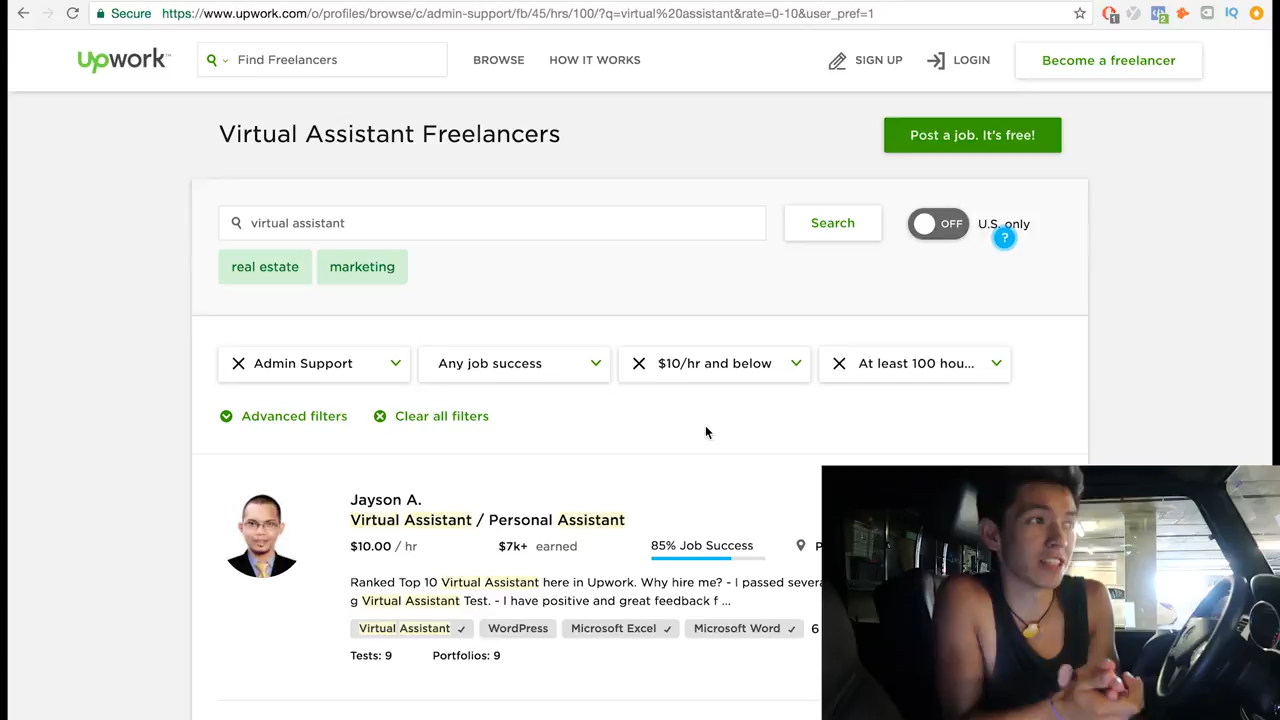 Secure https://www.upwork.com/o/profiles/browse/c/admin-support/fb/45/hrs/100/?q=virtual%20assistant&rate=0-10&user_pref=1
1
2
IQ
upwork™ Find Freelancers BROWSE HOW IT WORKS SIGN UP LOGIN Become a freelancer
Virtual Assistant Freelancers Post a job. It's free!
virtual assistant Search OFF U.S. only
?
real estate marketing
Admin Support Any job success $10/hr and below At least 100 hou...
Advanced filters Clear all filters
Jayson A.
Virtual Assistant / Personal Assistant
$10.00 / hr $7k+ earned 85% Job Success P
Ranked Top 10 Virtual Assistant here in Upwork. Why hire me? - I passed severa
g Virtual Assistant Test. - I have positive and great feedback f ...
Virtual Assistant WordPress Microsoft Excel Microsoft Word 6
Tests: 9 Portfolios: 9